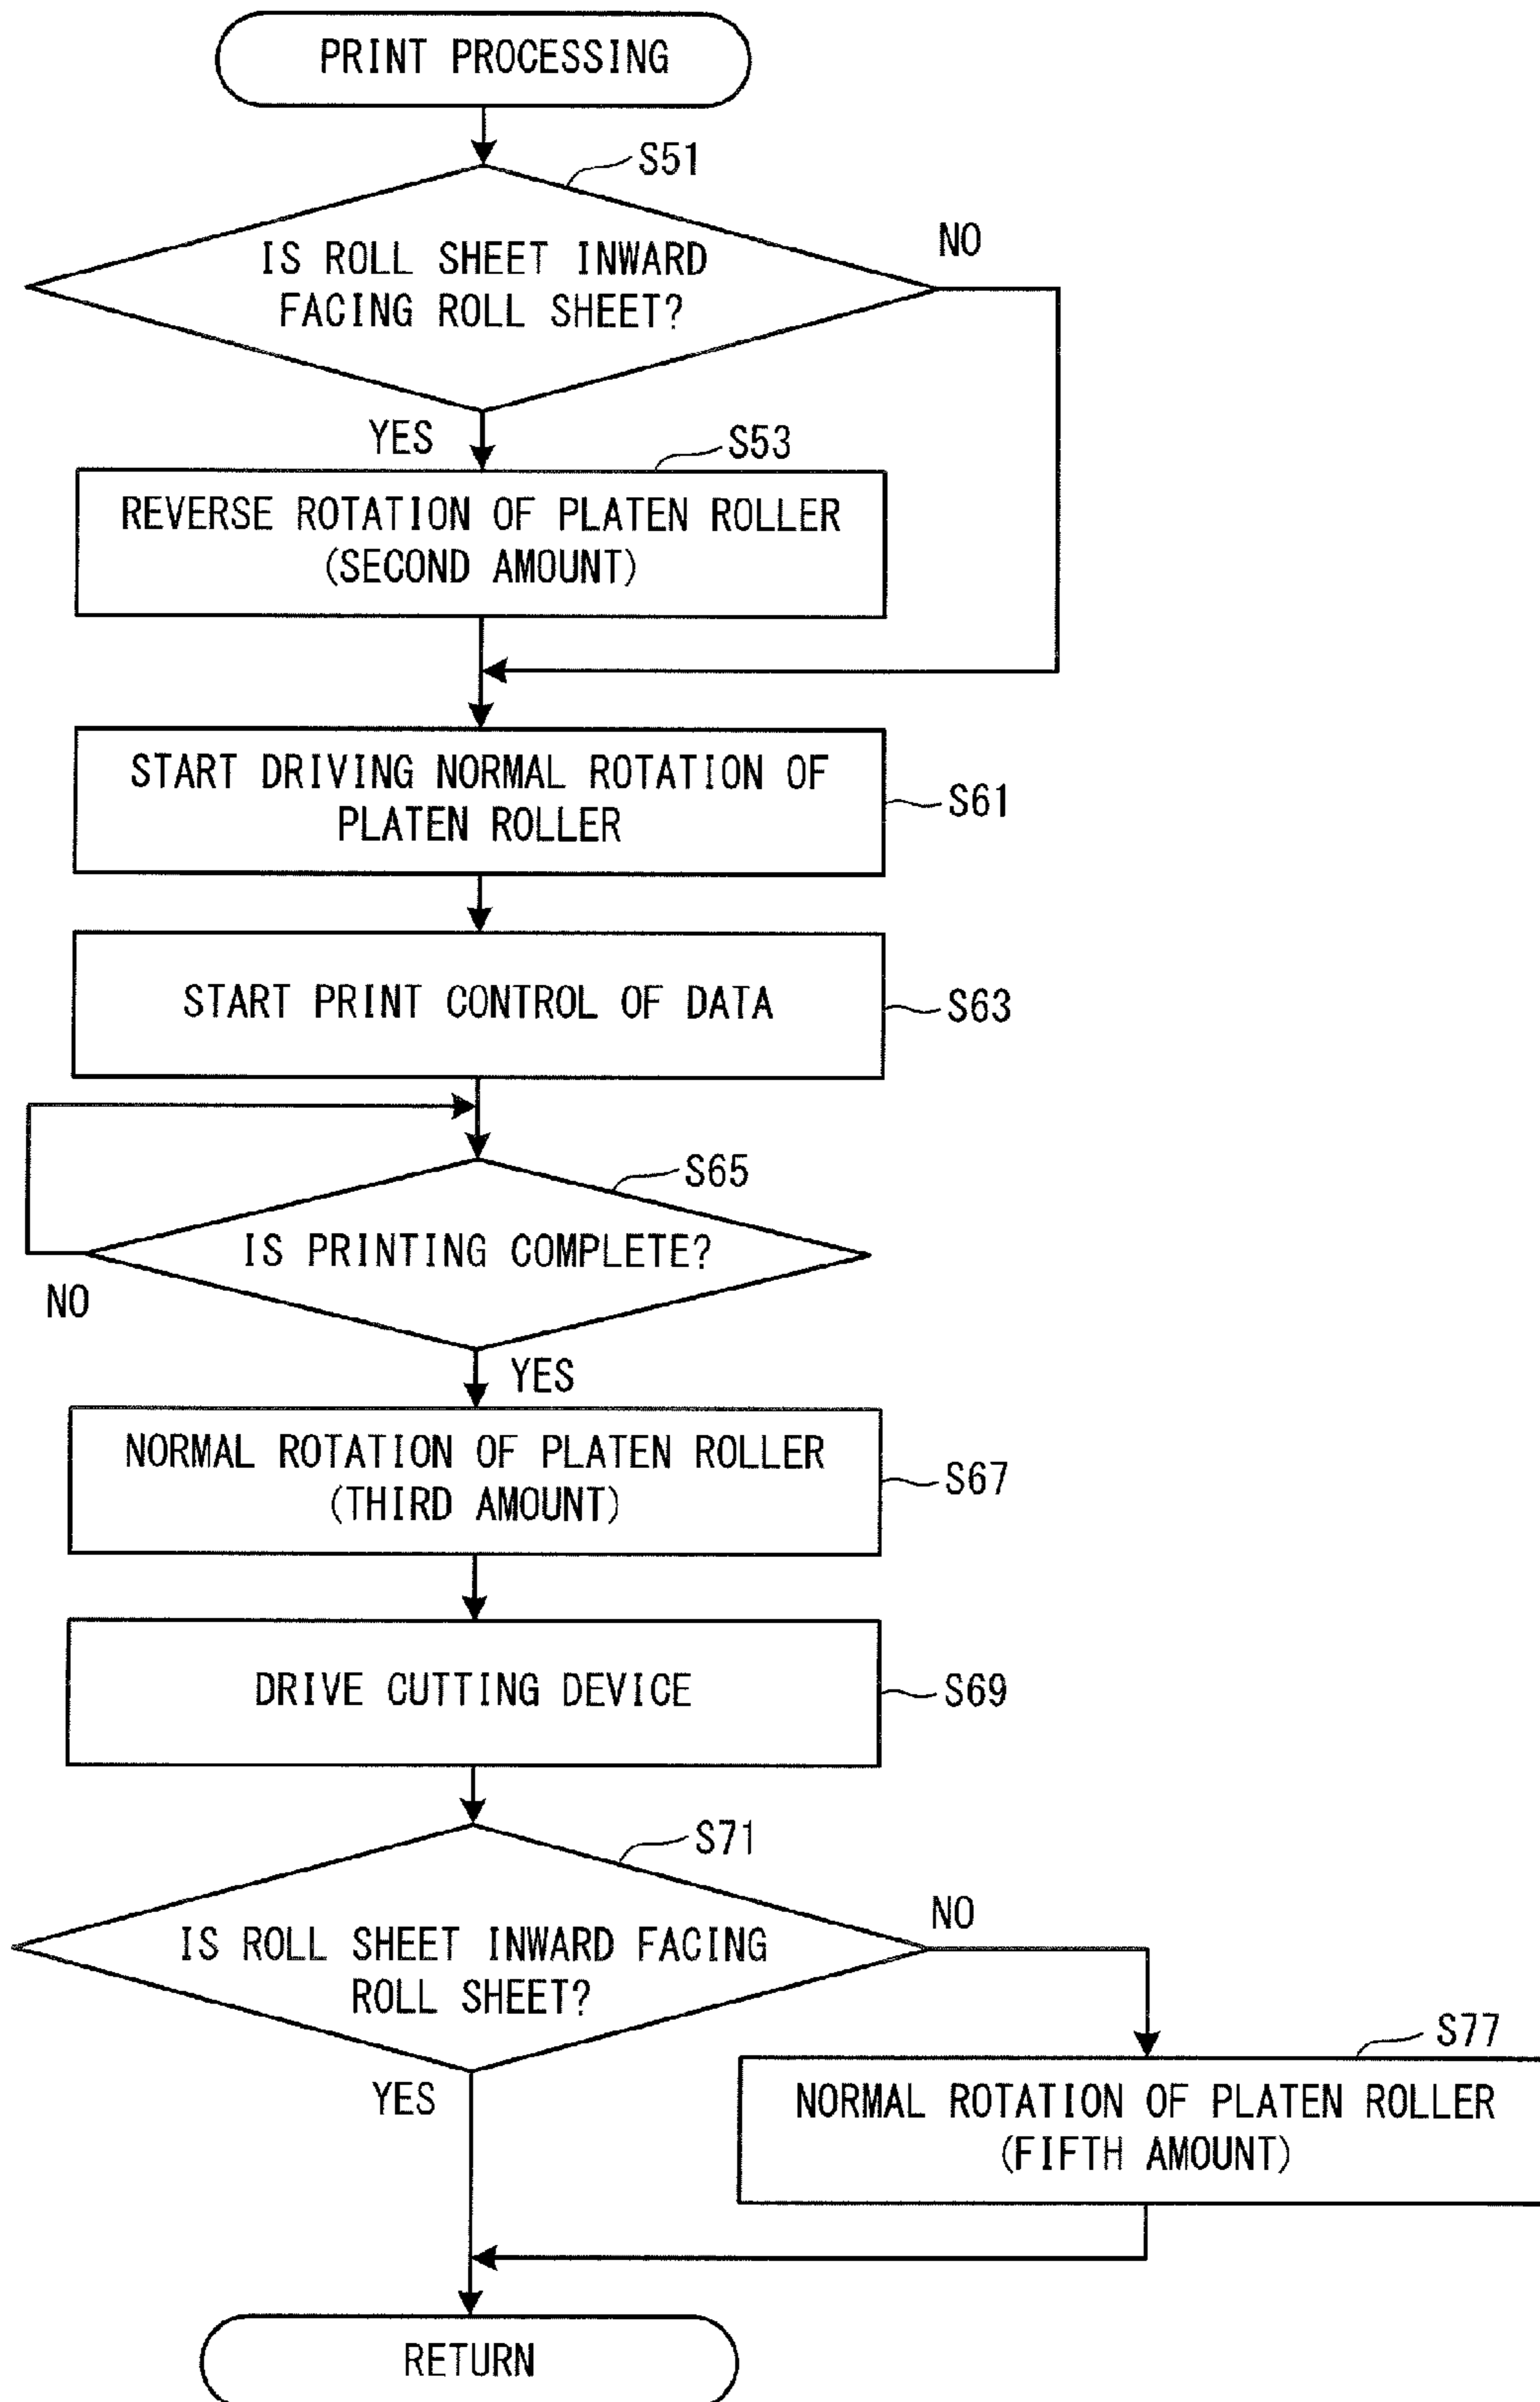 PRINT PROCESSING
S51
IS ROLL SHEET INWARD
FACING ROLL SHEET?
NO
YES
S53
REVERSE ROTATION OF PLATEN ROLLER
(SECOND AMOUNT)
START DRIVING NORMAL ROTATION OF
PLATEN ROLLER
S61
START PRINT CONTROL OF DATA
S63
S65
IS PRINTING COMPLETE?
NO
YES
NORMAL ROTATION OF PLATEN ROLLER
(THIRD AMOUNT)
S67
DRIVE CUTTING DEVICE
S69
S71
IS ROLL SHEET INWARD FACING
ROLL SHEET?
NO
YES
S77
NORMAL ROTATION OF PLATEN ROLLER
(FIFTH AMOUNT)
RETURN